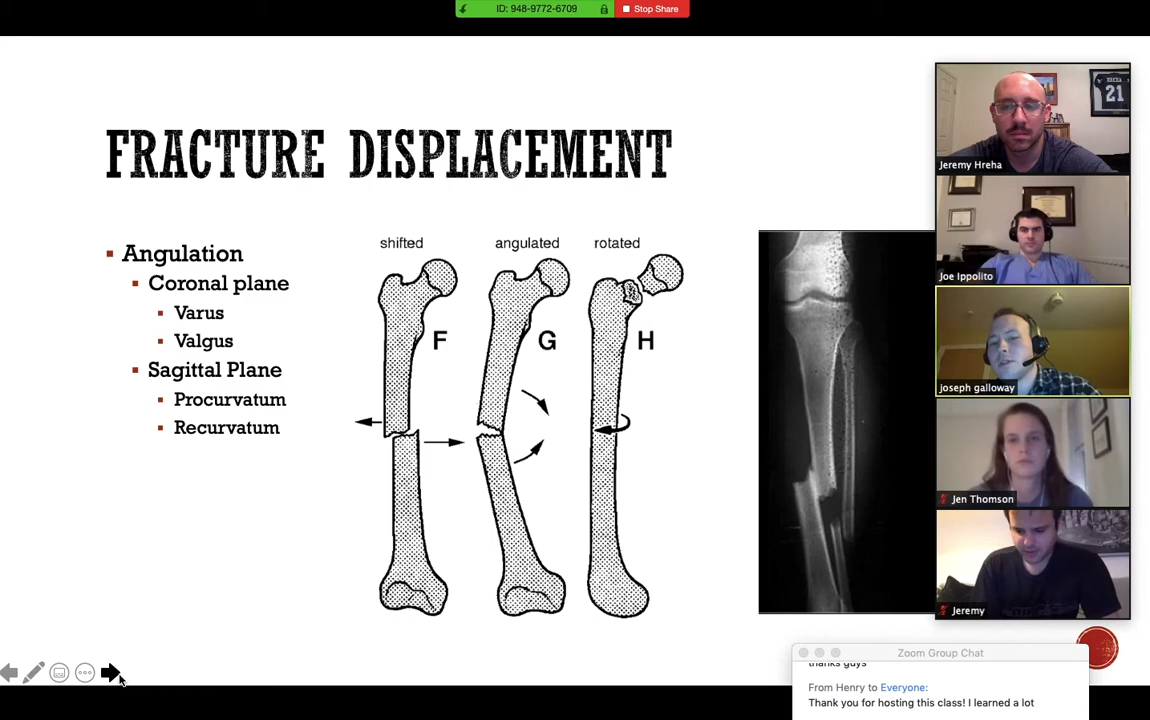 ID: 948-9772-6709
Stop Share
FRACTURE DISPLACEMENT
Angulation
Coronal plane
Varus
Valgus
Sagittal Plane
Procurvatum
Recurvatum
shifted
angulated
rotated
F
G
H
21
Jeremy Hreha
Joe Ippolito
joseph galloway
Jen Thomson
Jeremy
Zoom Group Chat
thanks guys
From Henry to Everyone:
Thank you for hosting this class! I learned a lot